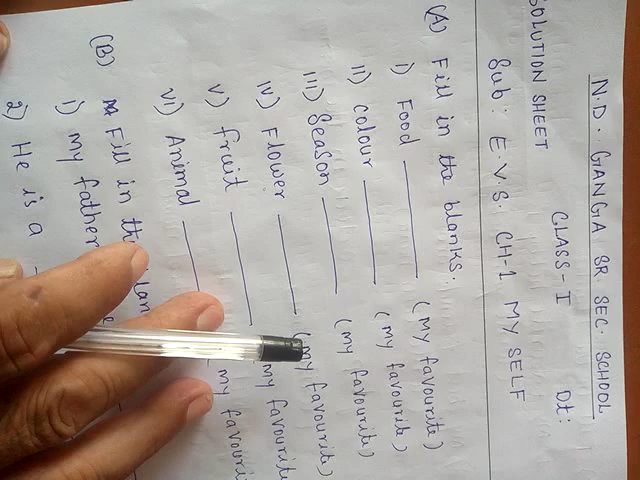 N.D. GANGA SR SEC. SCHOOL
SOLUTION SHEET CLASS-I Dt:
Sub: E.V.S. CH-1 MY SELF
(A) Fill in the blanks.
i) Food (my favourite)
ii) colour (my favourite)
iii) Season (my favourite)
iv) Flower (my favourite)
v) fruit my favourite
vi) Animal my favouri
(B) Fill in
i) My father
2) He is a